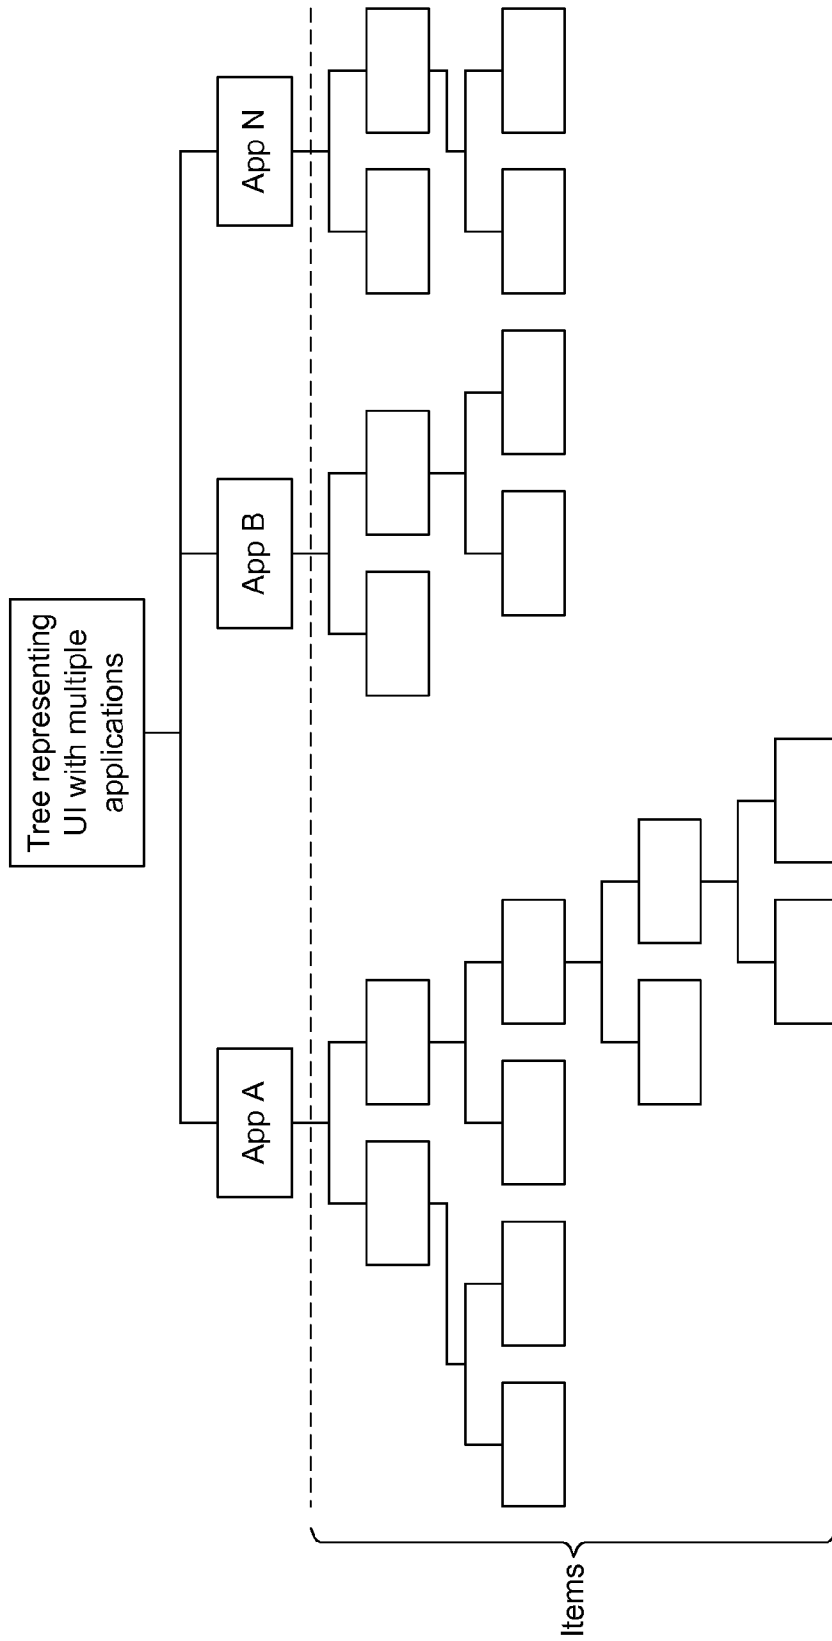 Tree representing
UI with multiple
applications
App A
App B
App N
Items